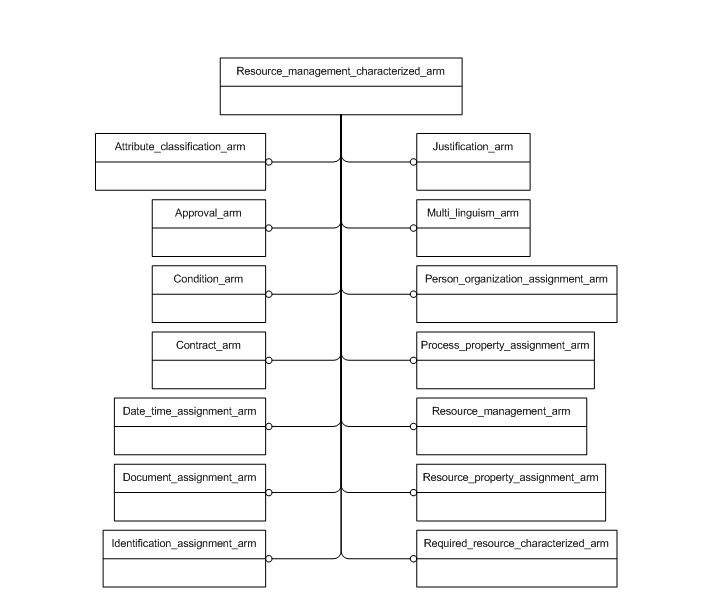 Resource_management_characterized_arm
Attribute_classification_arm
Justification_arm
Approval_arm
Multi_linguism_arm
Condition_arm
Person_organization_assignment_arm
Contract_arm
Process_property_assignment_arm
Date_time_assignment_arm
Resource_management_arm
Document_assignment_arm
Resource_property_assignment_arm
Identification_assignment_arm
Required_resource_characterized_arm